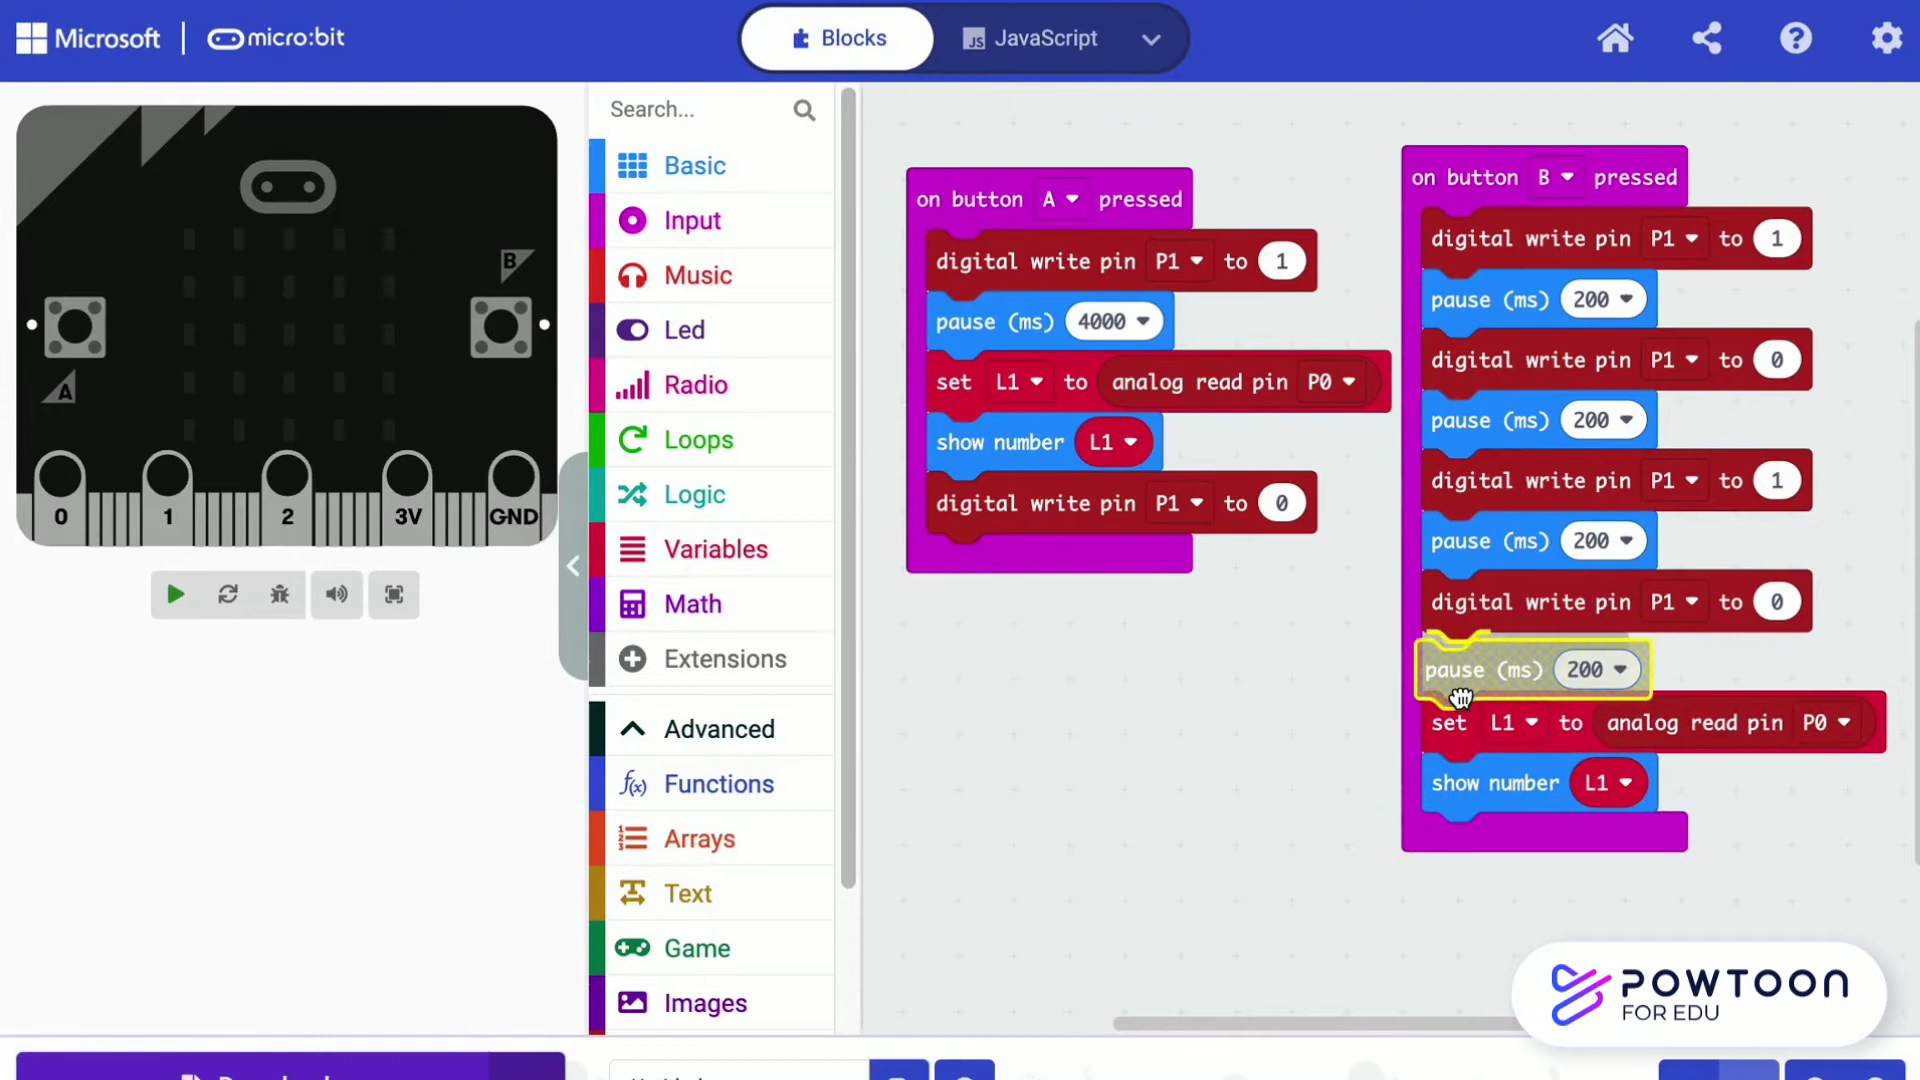 Microsoft micro:bit
Blocks
JavaScript
Search...
Basic
Input
Music
Led
Radio
Loops
Logic
Variables
Math
Extensions
Advanced
Functions
Arrays
Text
Game
Images
B
A
0 1 2 3V GND
on button A pressed
digital write pin P1 to 1
pause (ms) 4000
set L1 to analog read pin P0
show number L1
digital write pin P1 to 0
on button B pressed
digital write pin P1 to 1
pause (ms) 200
digital write pin P1 to 0
pause (ms) 200
digital write pin P1 to 1
pause (ms) 200
digital write pin P1 to 0
pause (ms) 200
set L1 to analog read pin P0
show number L1
POWTOON
FOR EDU